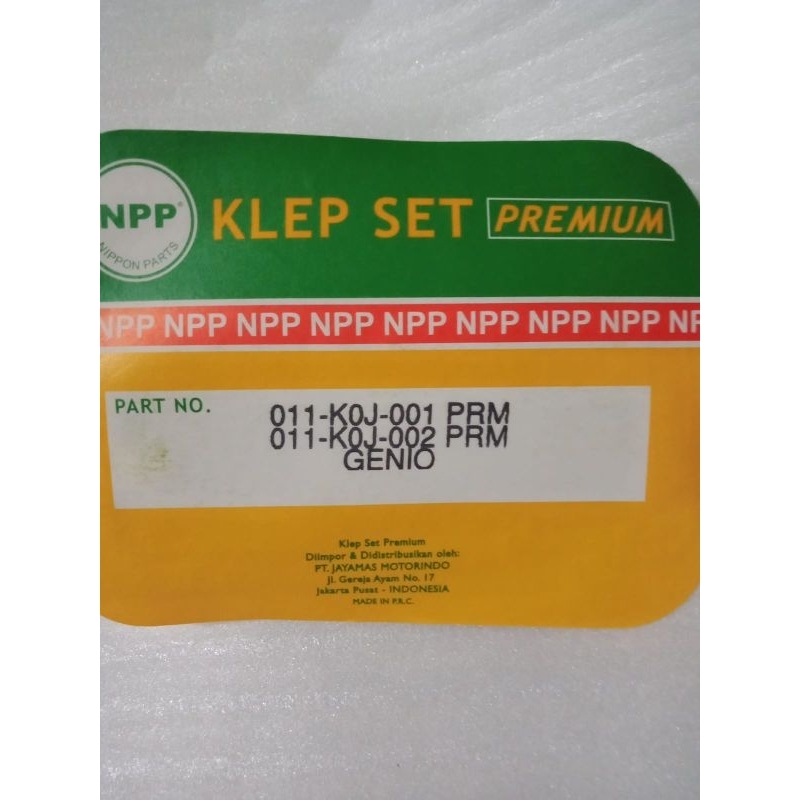 NPP®
NIPPON PARTS
KLEP SET PREMIUM
NPP NPP NPP NPP NPP NPP NPP NPP NP
PART NO.
011-K0J-001 PRM
011-K0J-002 PRM
GENIO
Klep Set Premium
Diimpor & Didistribusikan oleh:
PT. JAYAMAS MOTORINDO
Jl. Gereja Ayam No. 17
Jakarta Pusat - INDONESIA
MADE IN P.R.C.